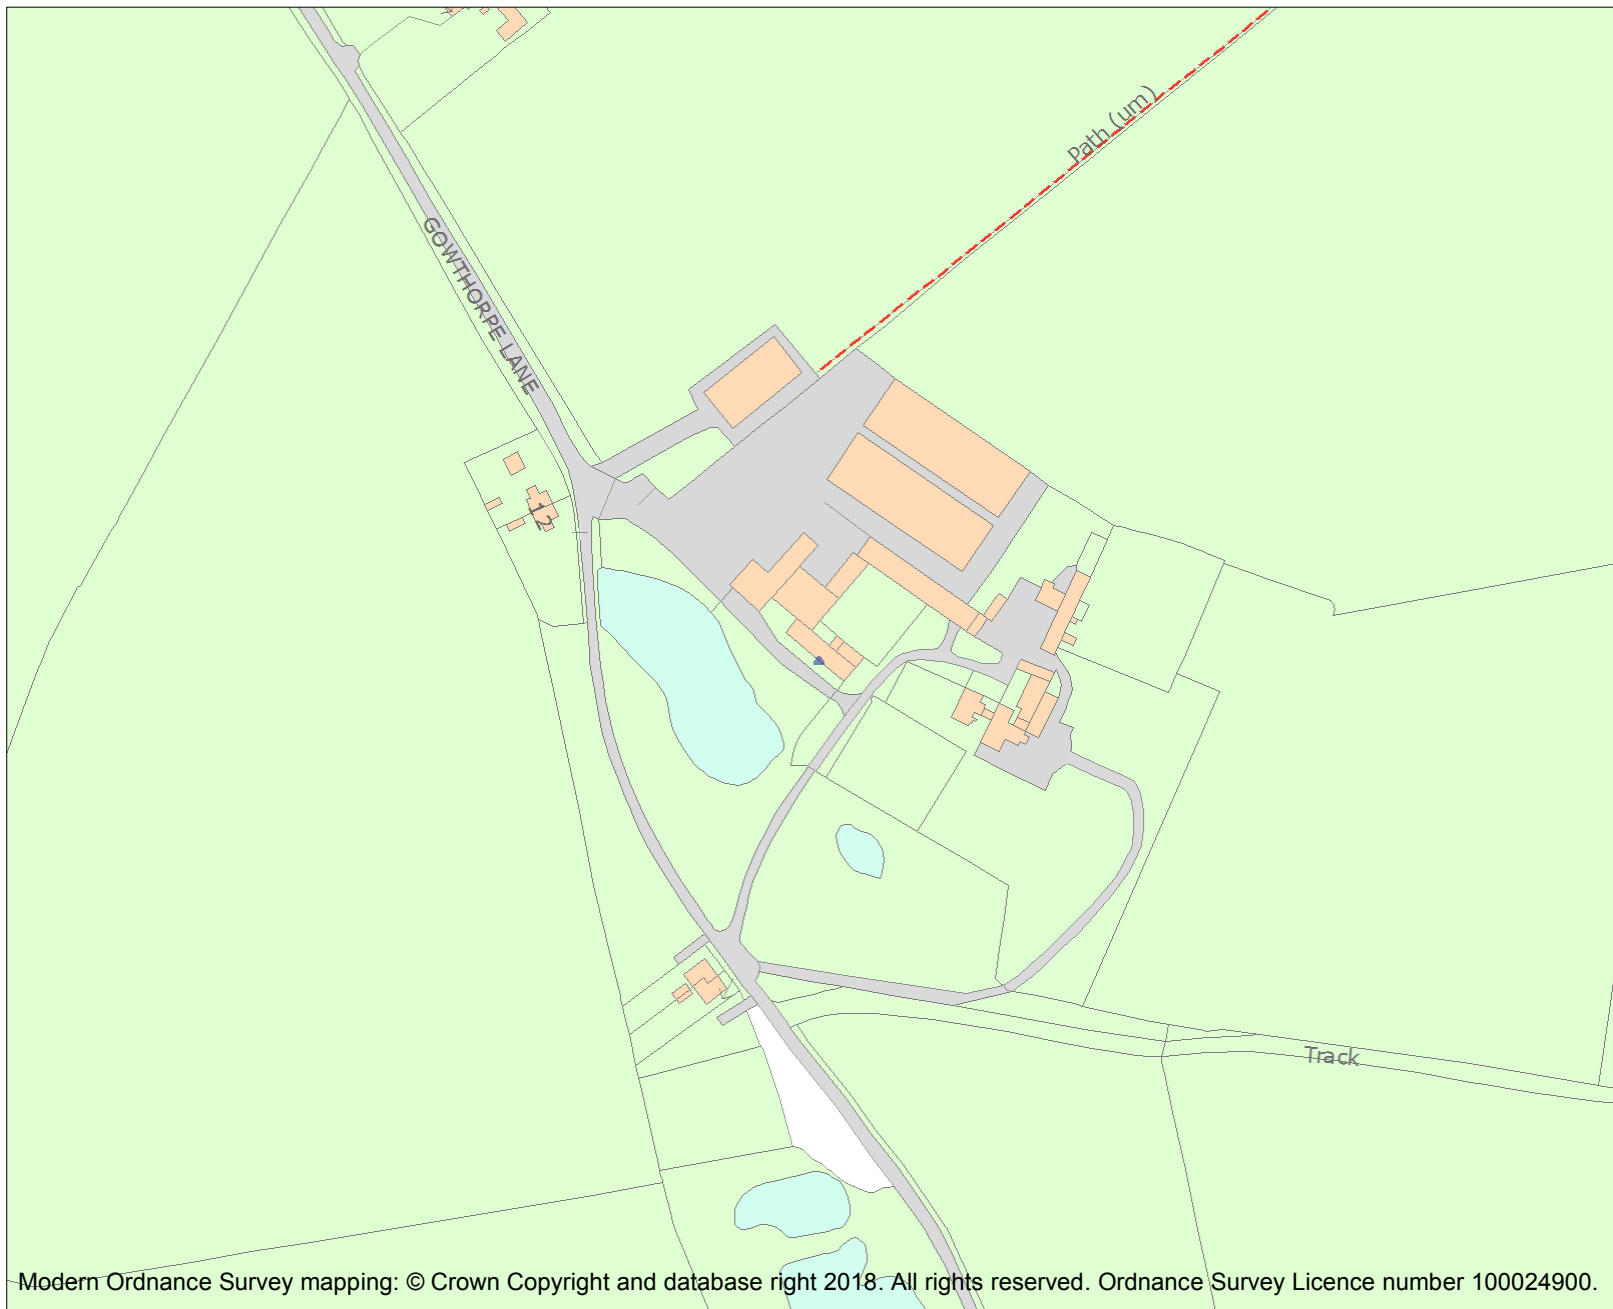 Path (um)
GOWTHORPE LANE
12
Track
Modern Ordnance Survey mapping: © Crown Copyright and database right 2018. All rights reserved. Ordnance Survey Licence number 100024900.